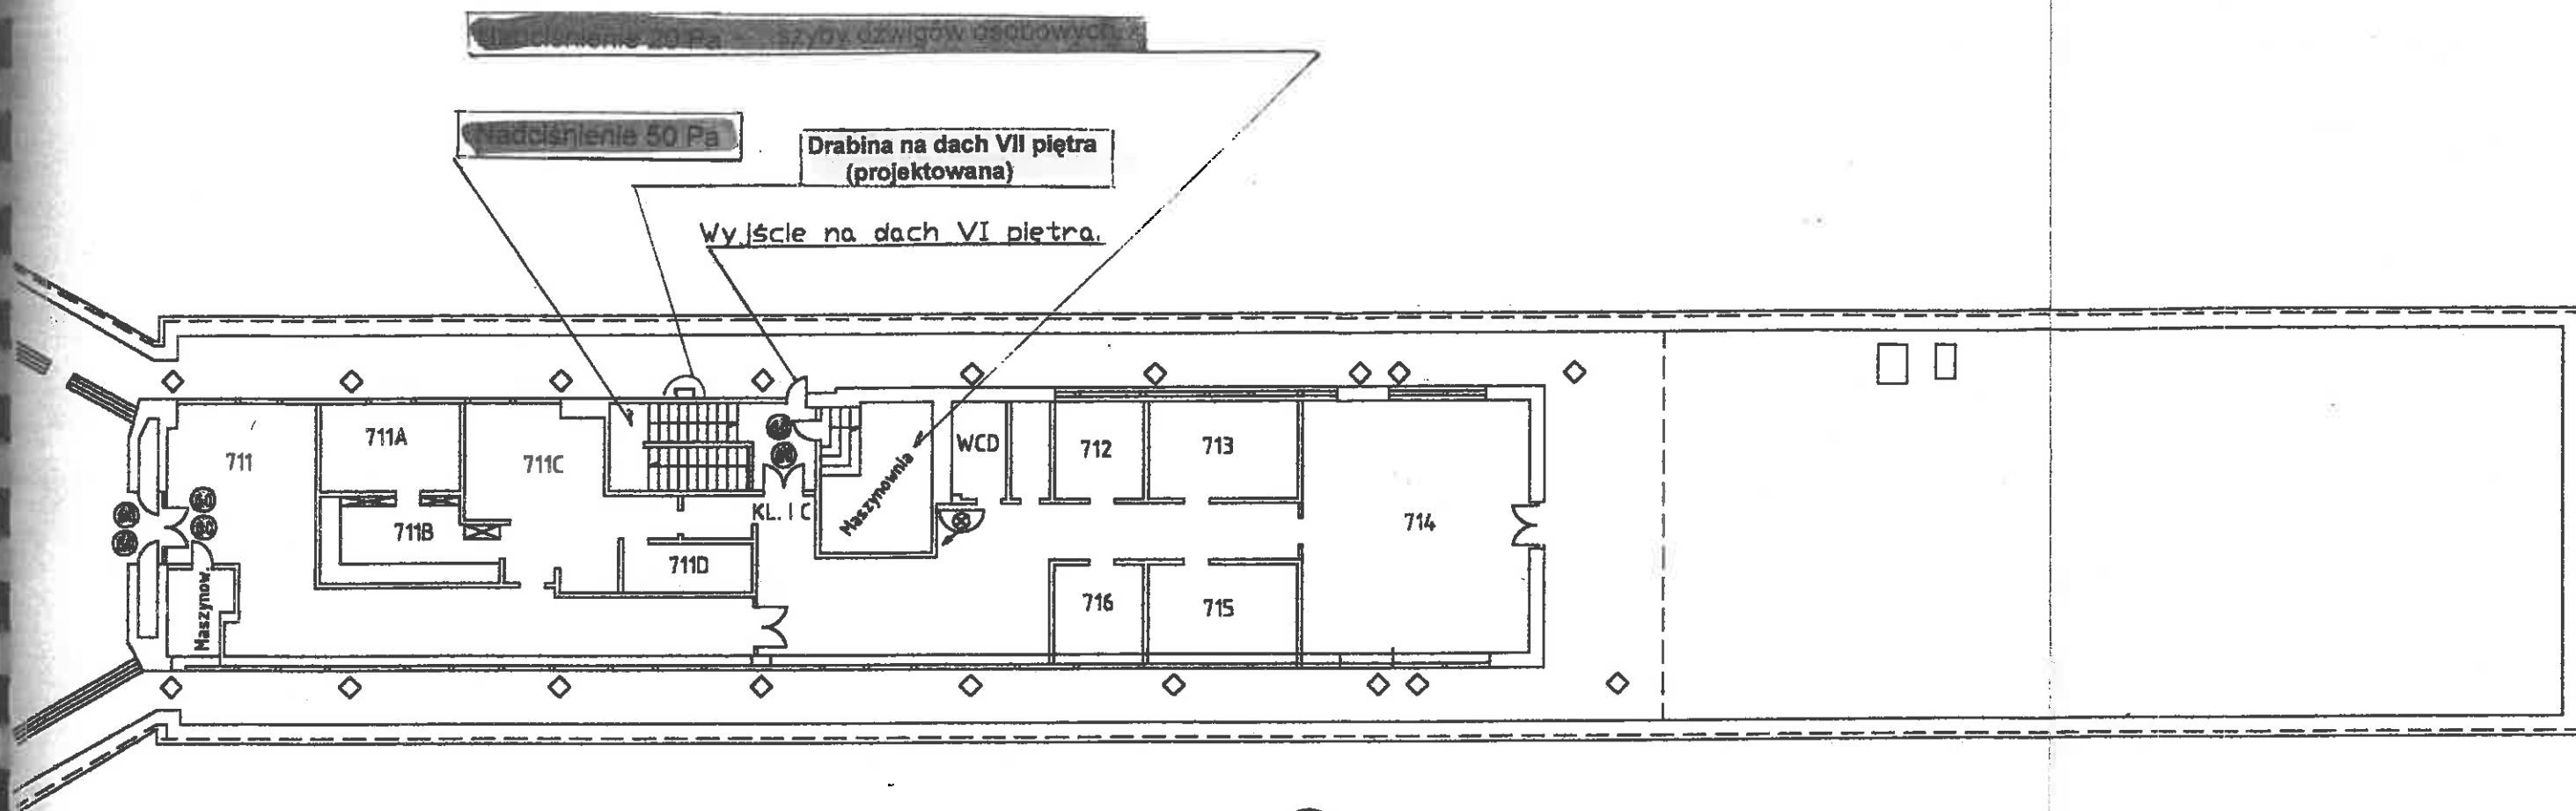 Nadciśnienie 20 Pa - szyby dźwigów osobowych
Nadciśnienie 50 Pa
Drabina na dach VII piętra
(projektowana)
Wyjście na dach VI piętra.
711
711A
711C
711B
711D
KL. I C
Maszynownia
WCD
712
713
714
716
715
Maszynow.